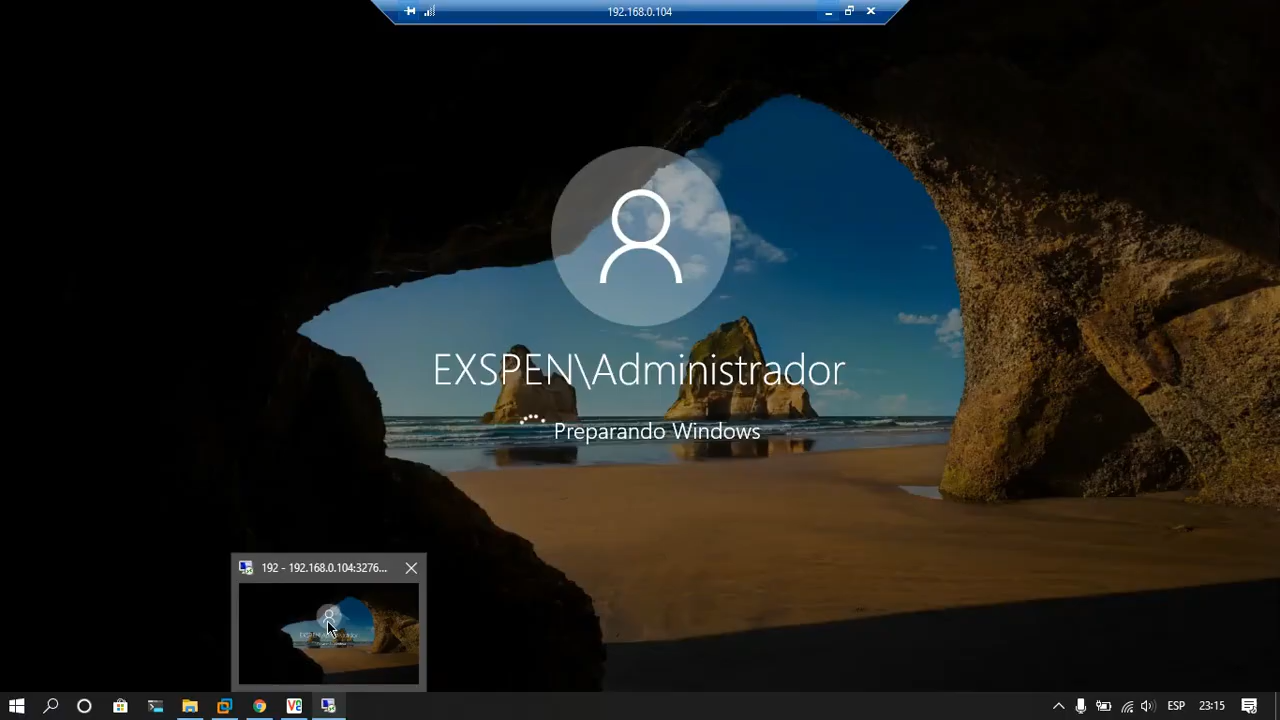 192.168.0.104
EXSPEN\Administrador
Preparando Windows
192 - 192.168.0.104:3276...
ESP
23:15